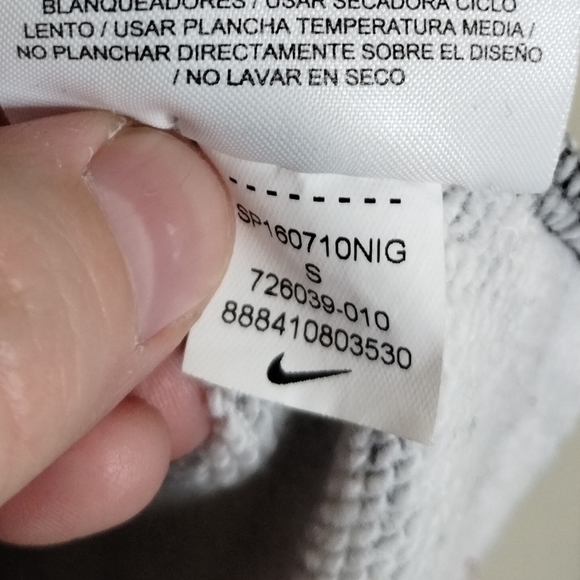 BLANQUEADORES / USAR SECADORA CICLO
LENTO / USAR PLANCHA TEMPERATURA MEDIA /
NO PLANCHAR DIRECTAMENTE SOBRE EL DISEÑO
/ NO LAVAR EN SECO
SP160710NIG
S
726039-010
888410803530